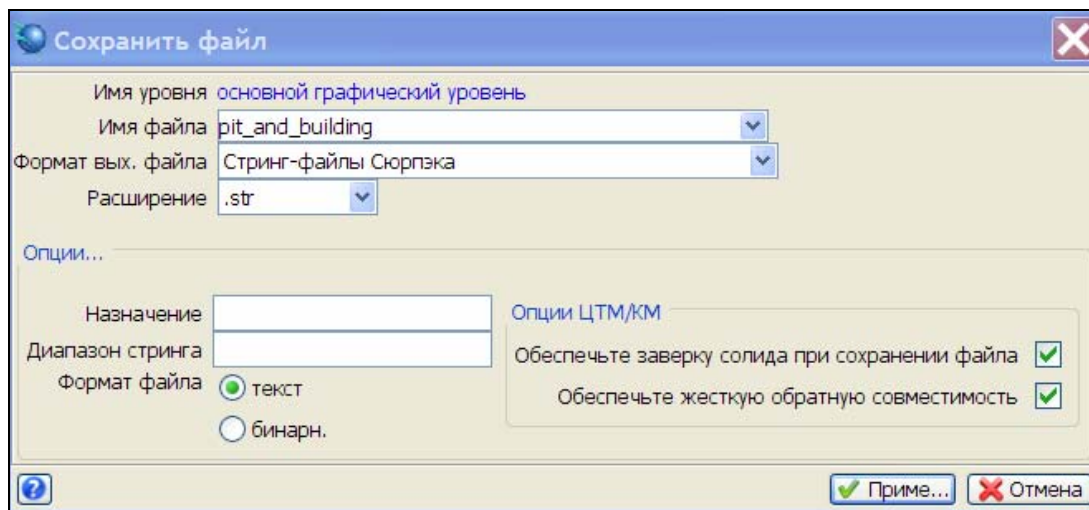 Сохранить файл
Имя уровня основной графический уровень
Имя файла pit_and_building
Формат вых. файла Стринг-файлы Сюрпэка
Расширение .str
Опции...
Назначение
Диапазон стринга
Формат файла текст
бинарн.
Опции ЦТМ/КМ
Обеспечьте заверку солида при сохранении файла
Обеспечьте жесткую обратную совместимость
? Приме... Отмена